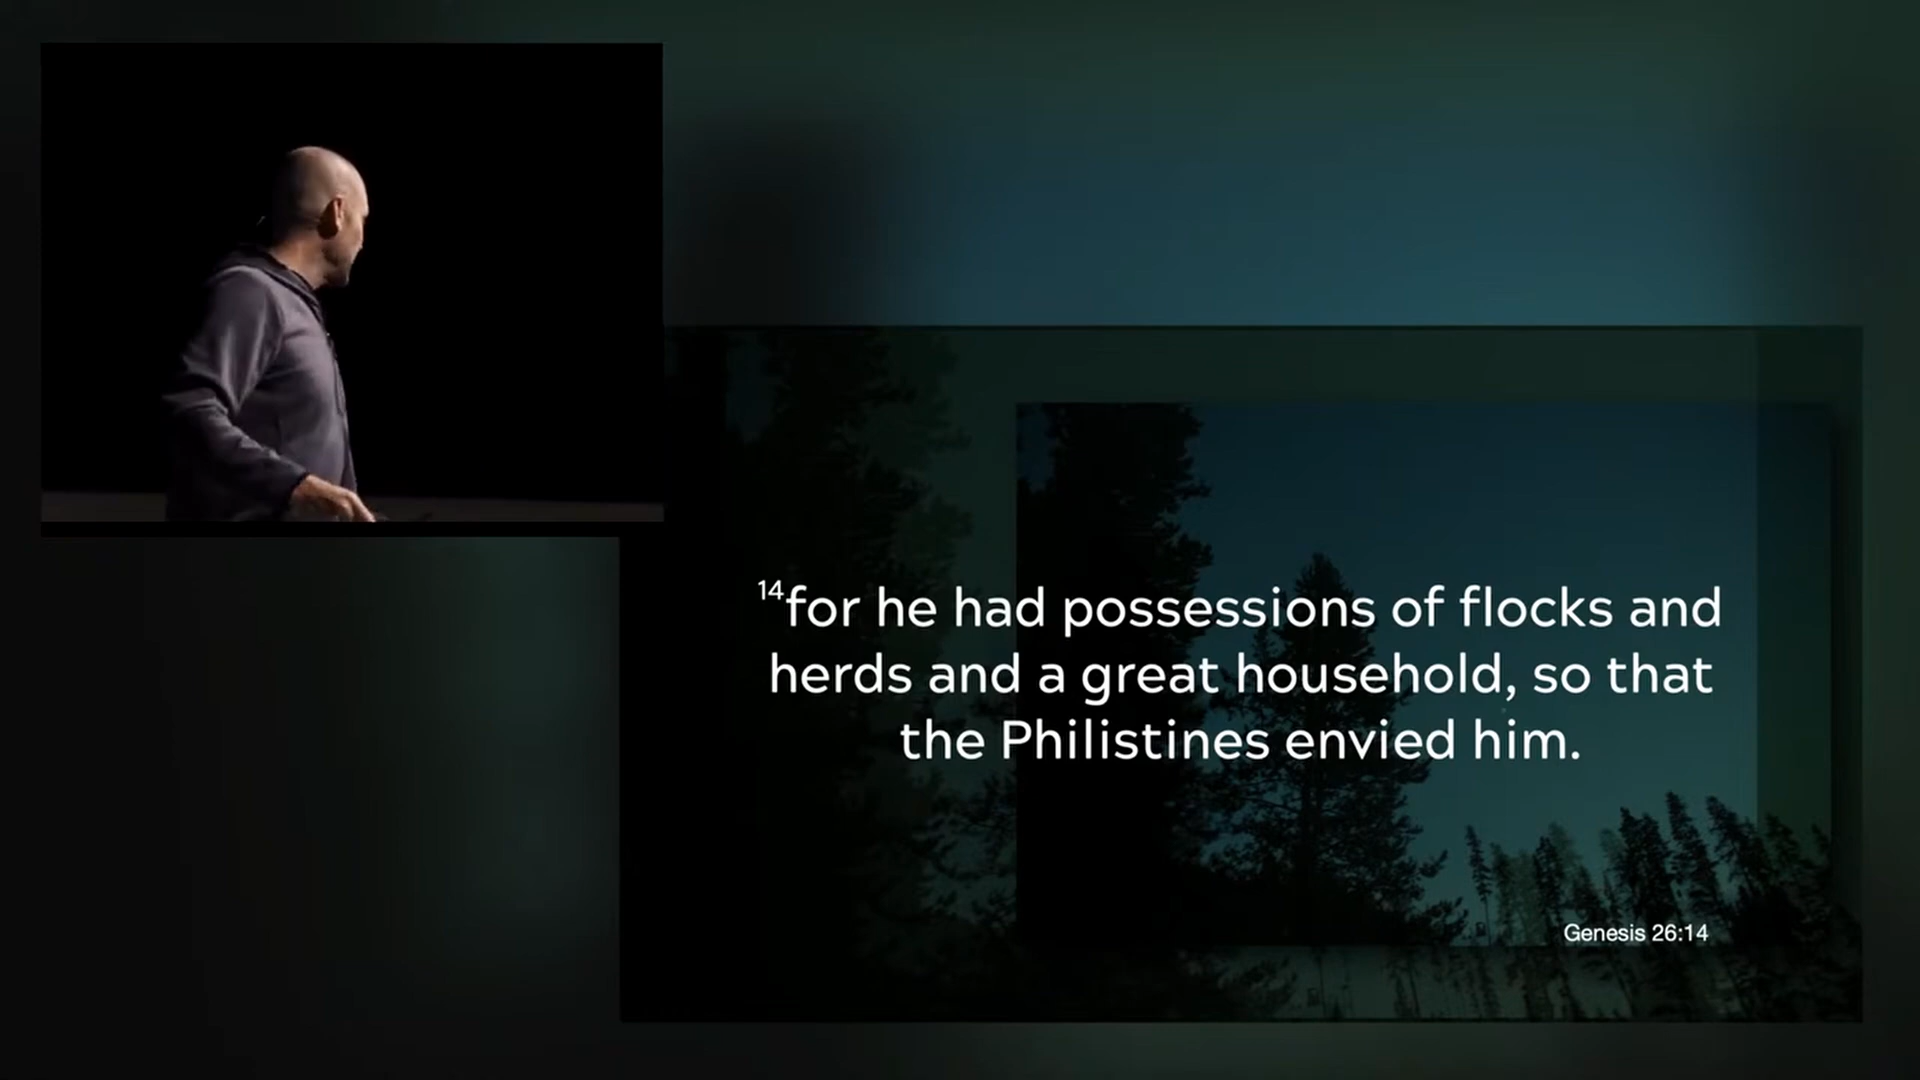 14for he had possessions of flocks and
herds and a great household, so that
the Philistines envied him.
Genesis 26:14